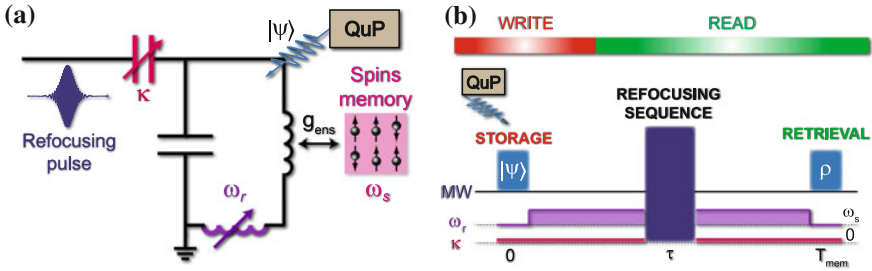 (a)
|ψ⟩
QuP
κ
Refocusing
pulse
g_ens
Spins
memory
ω_r
ω_s
(b)
WRITE
READ
QuP
REFOCUSING
SEQUENCE
STORAGE
RETRIEVAL
|ψ⟩
ρ
MW
ω_r
ω_s
κ
0
0
τ
T_mem